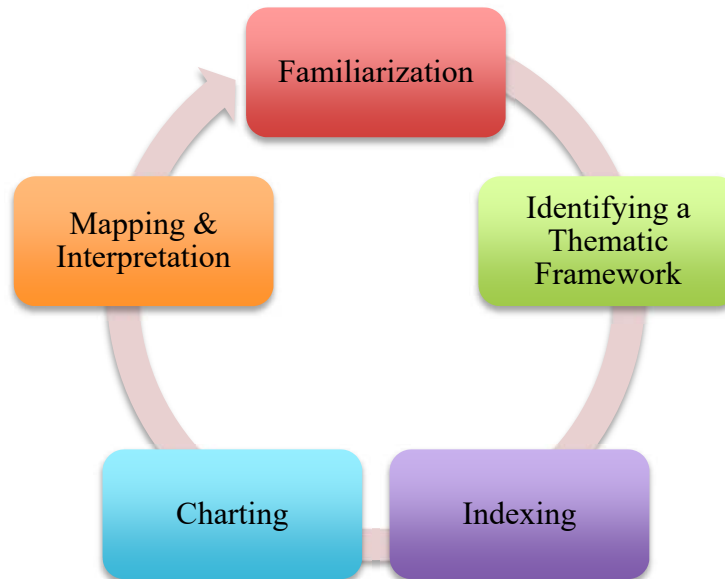 Familiarization
Identifying a
Thematic
Framework
Indexing
Charting
Mapping &
Interpretation